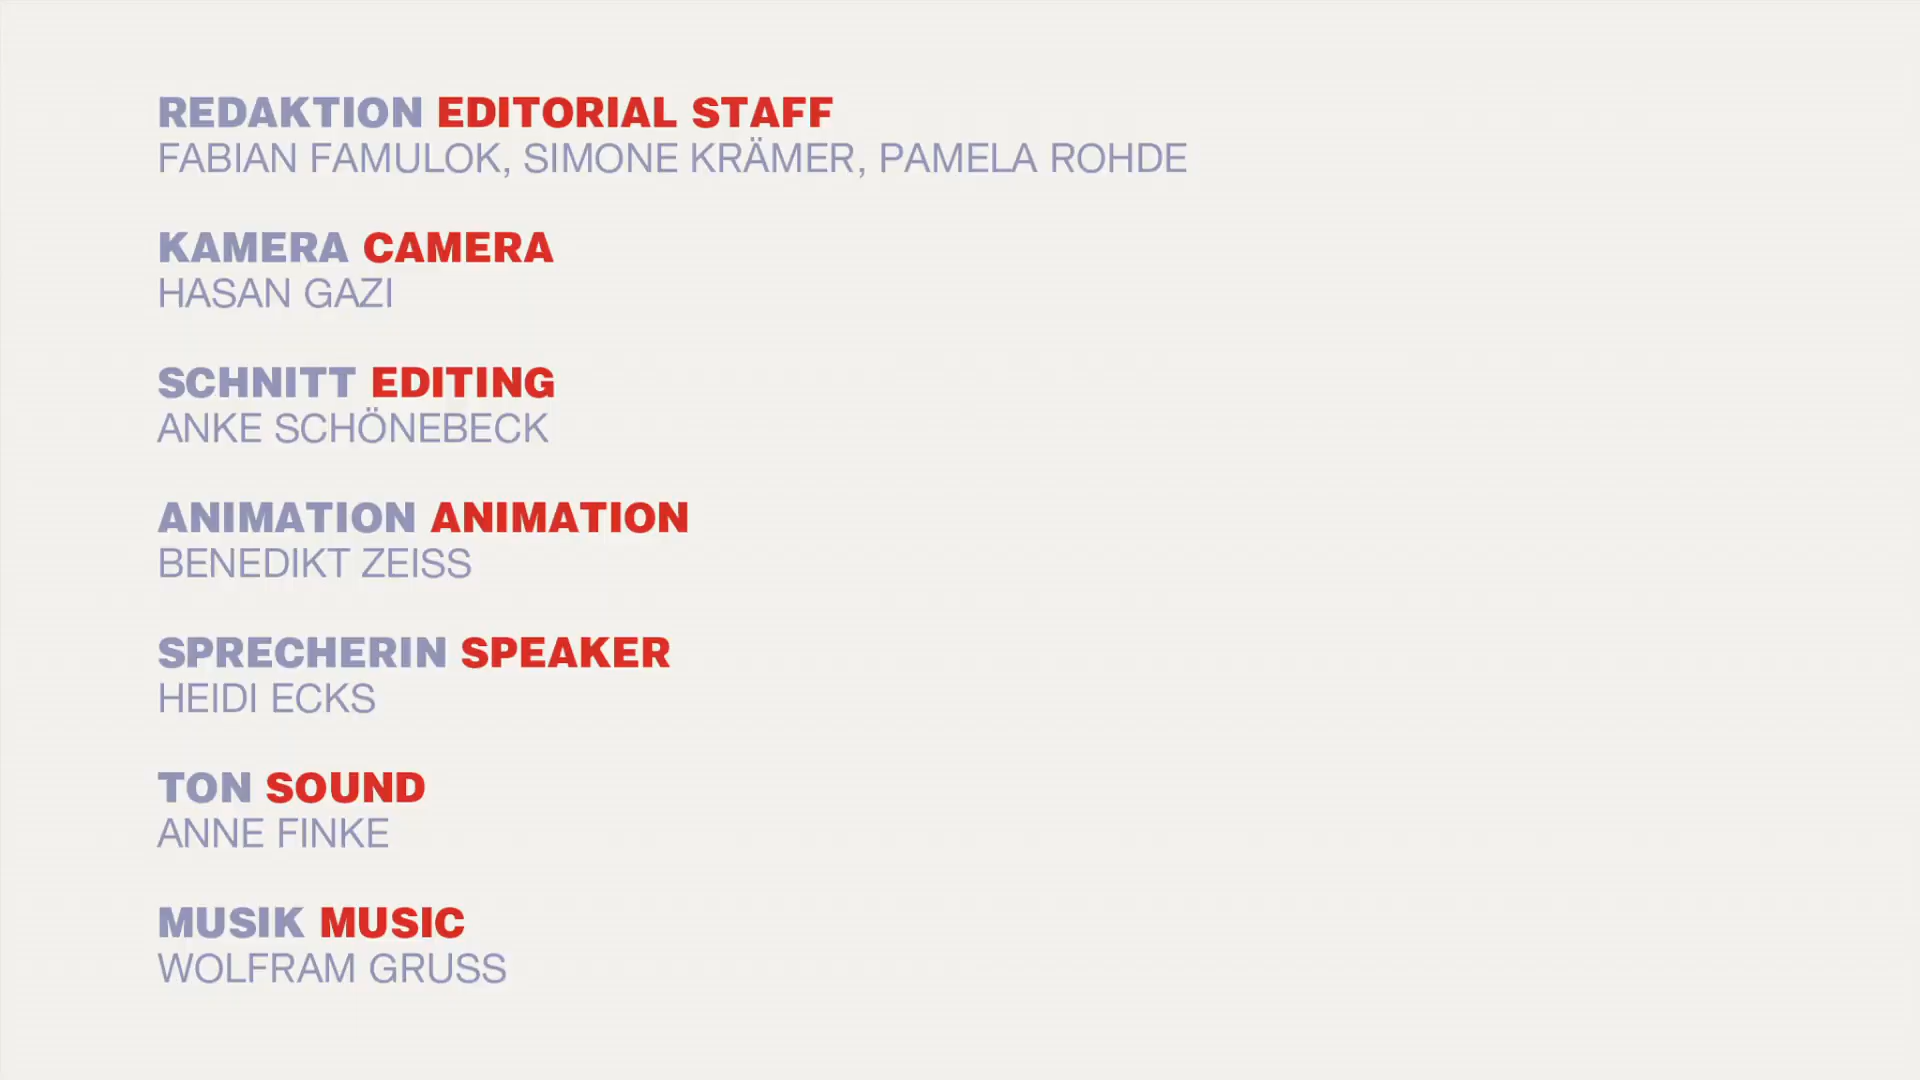 REDAKTION EDITORIAL STAFF
FABIAN FAMULOK, SIMONE KRÄMER, PAMELA ROHDE
KAMERA CAMERA
HASAN GAZI
SCHNITT EDITING
ANKE SCHÖNEBECK
ANIMATION ANIMATION
BENEDIKT ZEISS
SPRECHERIN SPEAKER
HEIDI ECKS
TON SOUND
ANNE FINKE
MUSIK MUSIC
WOLFRAM GRUSS